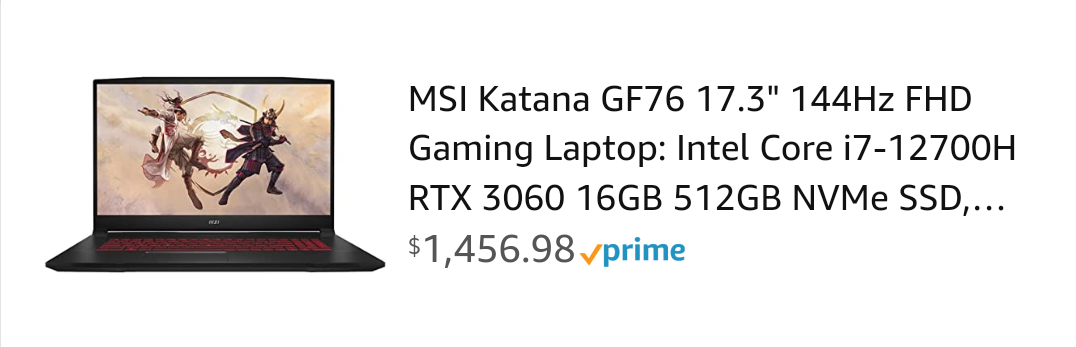 MSI Katana GF76 17.3" 144Hz FHD
Gaming Laptop: Intel Core i7-12700H
RTX 3060 16GB 512GB NVMe SSD,...
$1,456.98 prime
msi